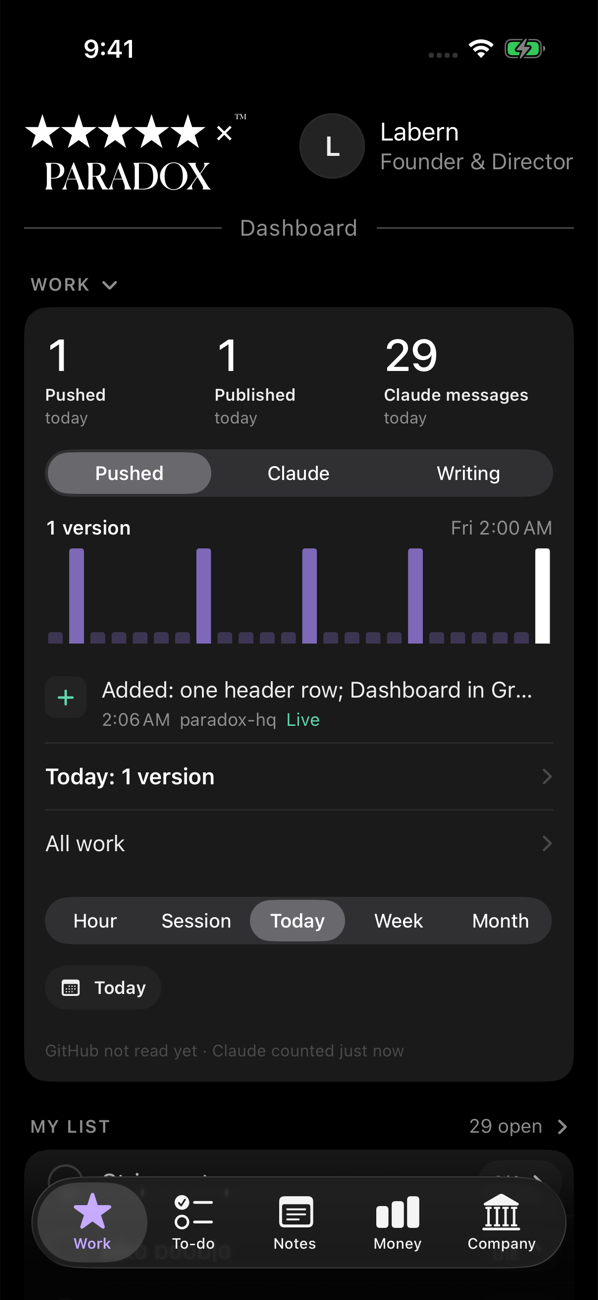 9:41
★★★★★ ×™
PARADOX
L
Labern
Founder & Director
Dashboard
WORK
1
Pushed
today
1
Published
today
29
Claude messages
today
Pushed Claude Writing
1 version Fri 2:00 AM
Added: one header row; Dashboard in Gr...
2:06 AM paradox-hq Live
Today: 1 version
All work
Hour Session Today Week Month
Today
GitHub not read yet · Claude counted just now
MY LIST 29 open
Work To-do Notes Money Company